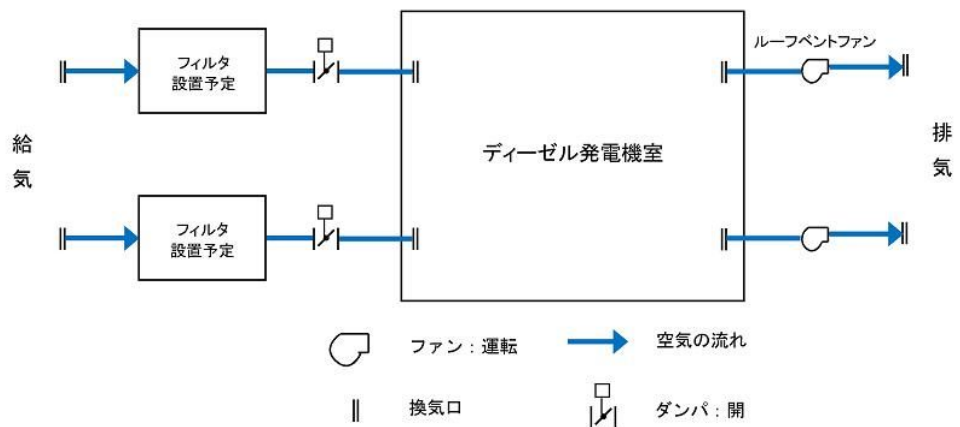 ルーフベントファン
フィルタ
設置予定
給
気
ディーゼル発電機室
排
気
フィルタ
設置予定
ファン：運転
空気の流れ
換気口
ダンパ：開